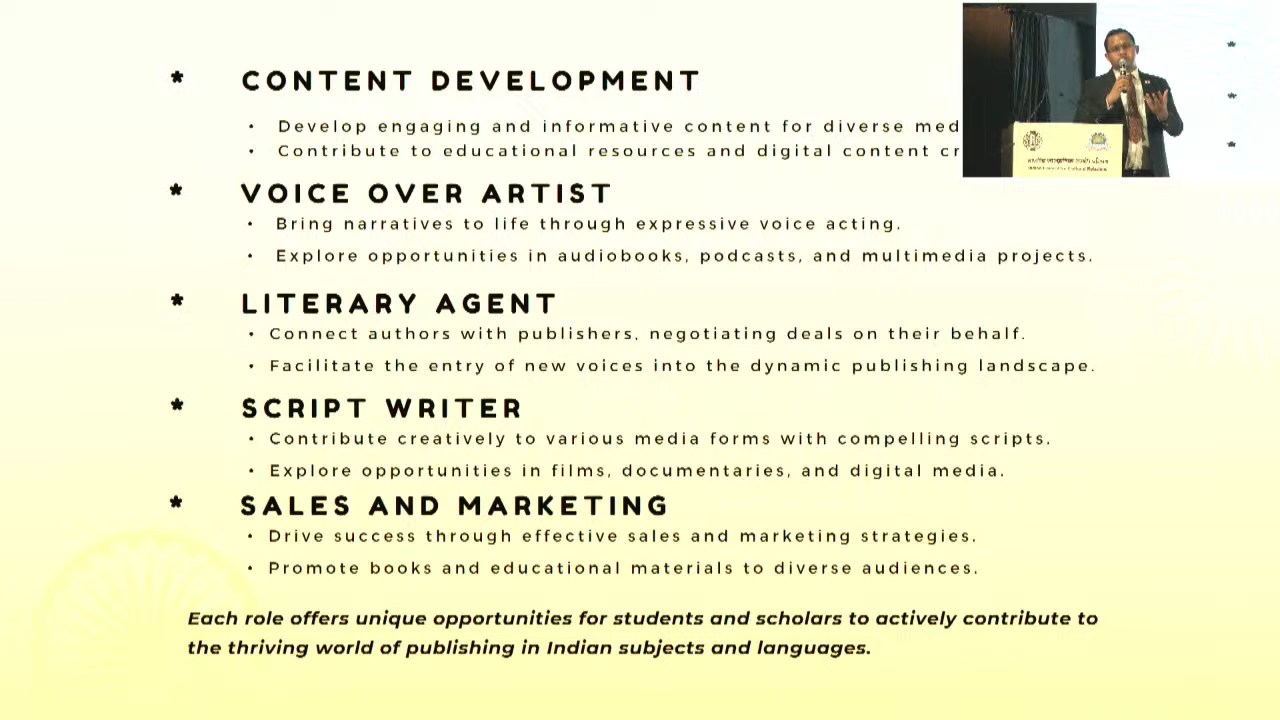 * CONTENT DEVELOPMENT
• Develop engaging and informative content for diverse
• Contribute to educational resources and digital content
* VOICE OVER ARTIST
• Bring narratives to life through expressive voice acting.
• Explore opportunities in audiobooks, podcasts, and multimedia projects.
* LITERARY AGENT
• Connect authors with publishers, negotiating deals on their behalf.
• Facilitate the entry of new voices into the dynamic publishing landscape.
* SCRIPT WRITER
• Contribute creatively to various media forms with compelling scripts.
• Explore opportunities in films, documentaries, and digital media.
* SALES AND MARKETING
• Drive success through effective sales and marketing strategies.
• Promote books and educational materials to diverse audiences.
Each role offers unique opportunities for students and scholars to actively contribute to
the thriving world of publishing in Indian subjects and languages.